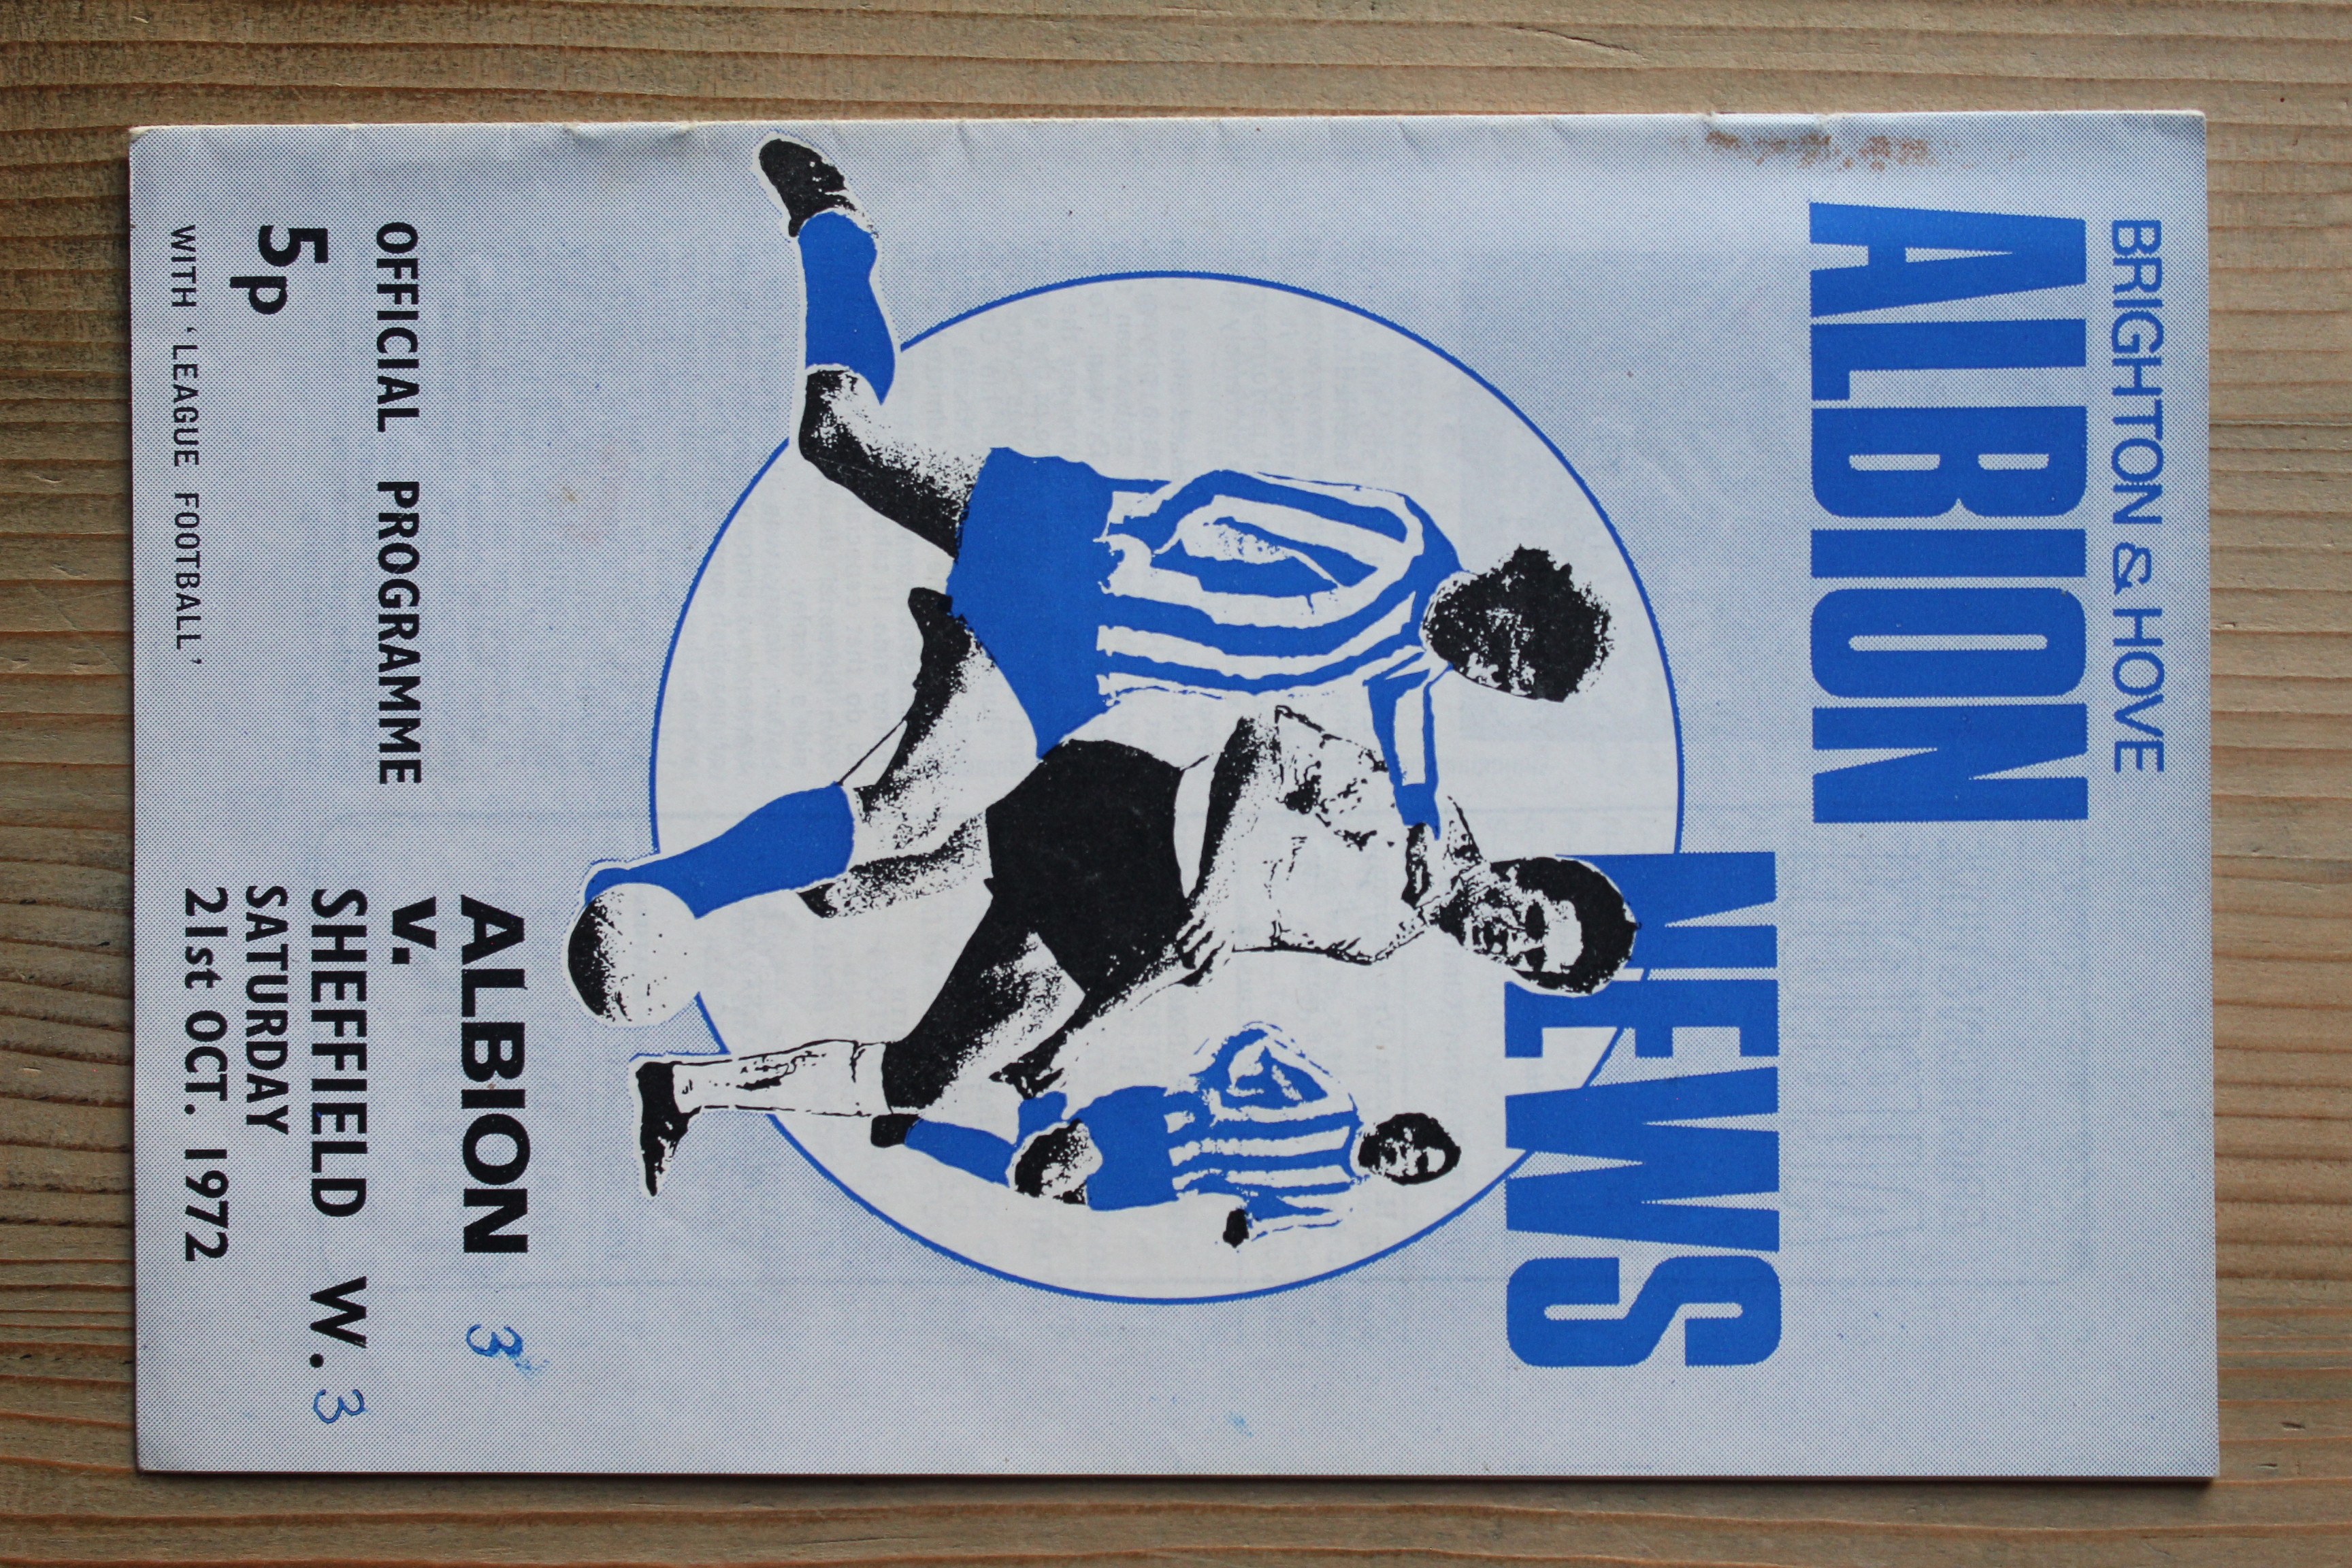 BRIGHTON & HOVE
ALBION
NEWS
ALBION 3
v.
OFFICIAL PROGRAMME
SHEFFIELD W. 3
5p
SATURDAY
21st OCT. 1972
WITH 'LEAGUE FOOTBALL'